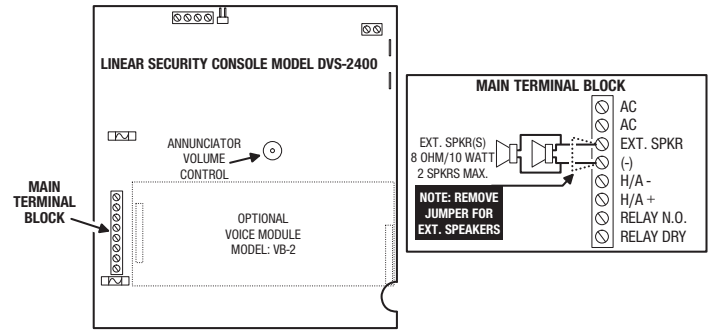 LINEAR SECURITY CONSOLE MODEL DVS-2400
ANNUNCIATOR
VOLUME
CONTROL
MAIN
TERMINAL
BLOCK
OPTIONAL
VOICE MODULE
MODEL: VB-2
MAIN TERMINAL BLOCK
EXT. SPKR(S)
8 OHM/10 WATT
2 SPKRS MAX.
NOTE: REMOVE
JUMPER FOR
EXT. SPEAKERS
AC
AC
EXT. SPKR
(-)
H/A -
H/A +
RELAY N.O.
RELAY DRY